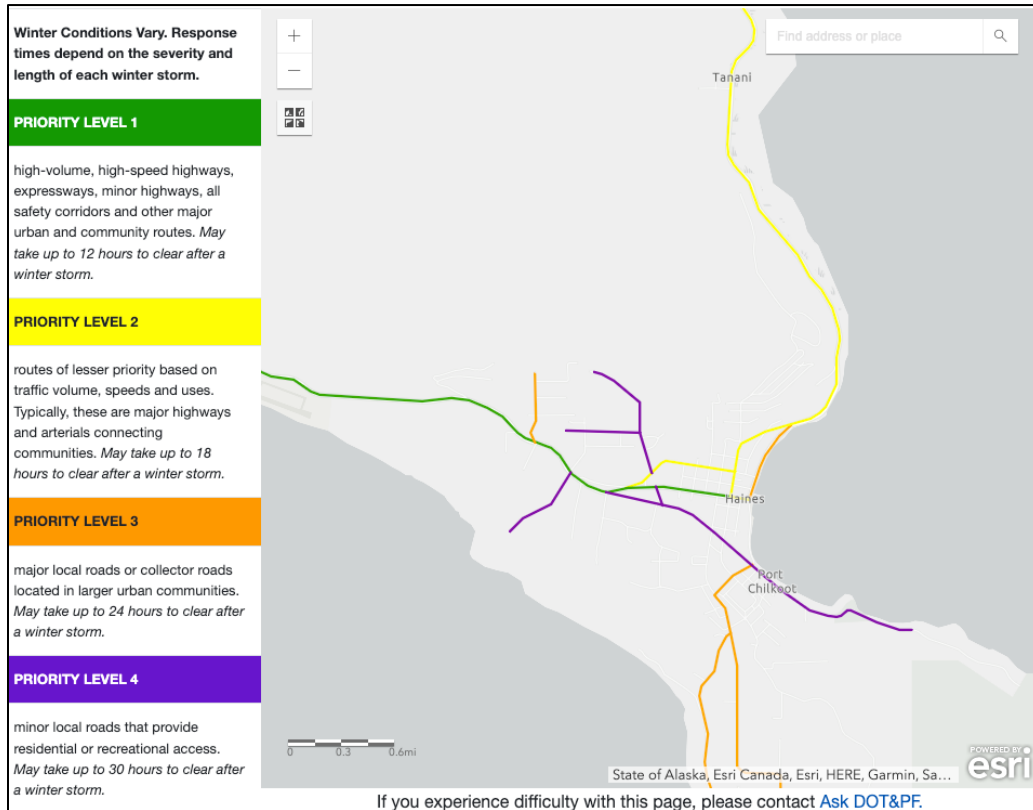 Winter Conditions Vary. Response
times depend on the severity and
length of each winter storm.
PRIORITY LEVEL 1
high-volume, high-speed highways,
expressways, minor highways, all
safety corridors and other major
urban and community routes. May
take up to 12 hours to clear after a
winter storm.
PRIORITY LEVEL 2
routes of lesser priority based on
traffic volume, speeds and uses.
Typically, these are major highways
and arterials connecting
communities. May take up to 18
hours to clear after a winter storm.
PRIORITY LEVEL 3
major local roads or collector roads
located in larger urban communities.
May take up to 24 hours to clear after
a winter storm.
PRIORITY LEVEL 4
minor local roads that provide
residential or recreational access.
May take up to 30 hours to clear after
a winter storm.
+
−
Find address or place
Tanani
Haines
Port
Chilkoot
0 0.3 0.6mi
POWERED BY
esri
State of Alaska, Esri Canada, Esri, HERE, Garmin, Sa...
If you experience difficulty with this page, please contact Ask DOT&PF.